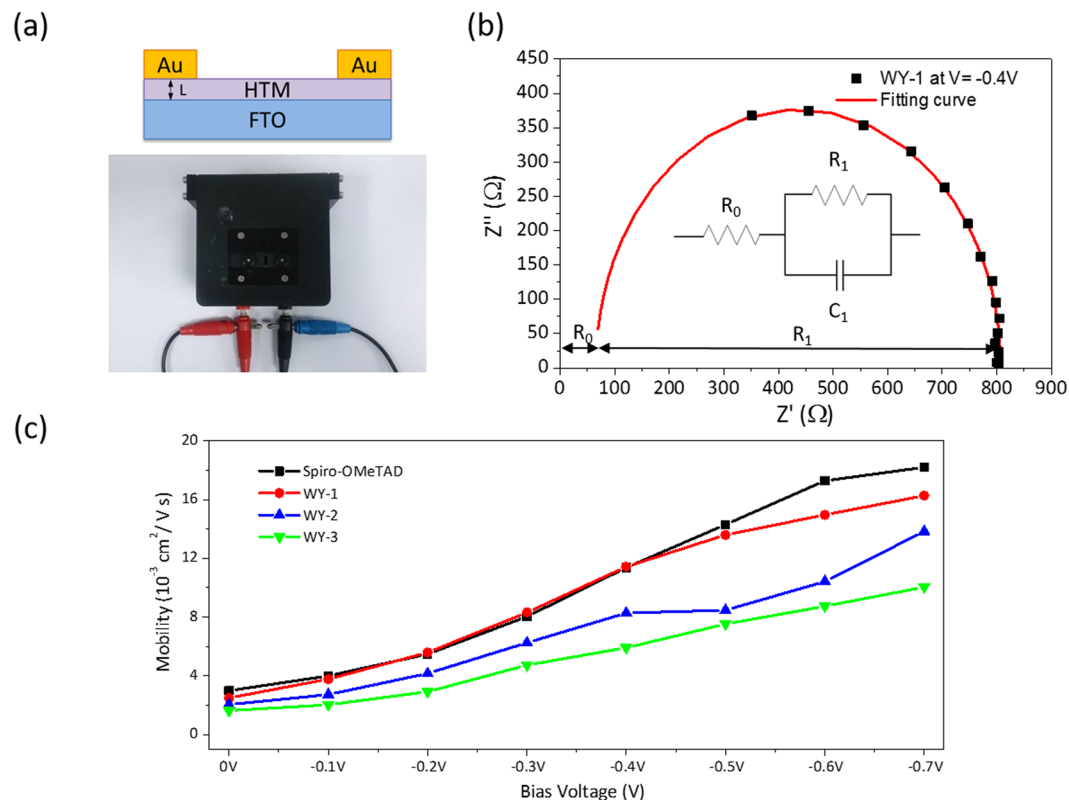 (a)
Au Au
L
HTM
FTO
(b)
450
400
350
300
250
200
150
100
50
0
Z'' (Ω)
WY-1 at V= -0.4V
Fitting curve
R1
R0
C1
R0 R1
0 100 200 300 400 500 600 700 800 900
Z' (Ω)
(c)
20
16
12
8
4
0
Mobility (10⁻³ cm²/ V s)
Spiro-OMeTAD
WY-1
WY-2
WY-3
0V -0.1V -0.2V -0.3V -0.4V -0.5V -0.6V -0.7V
Bias Voltage (V)